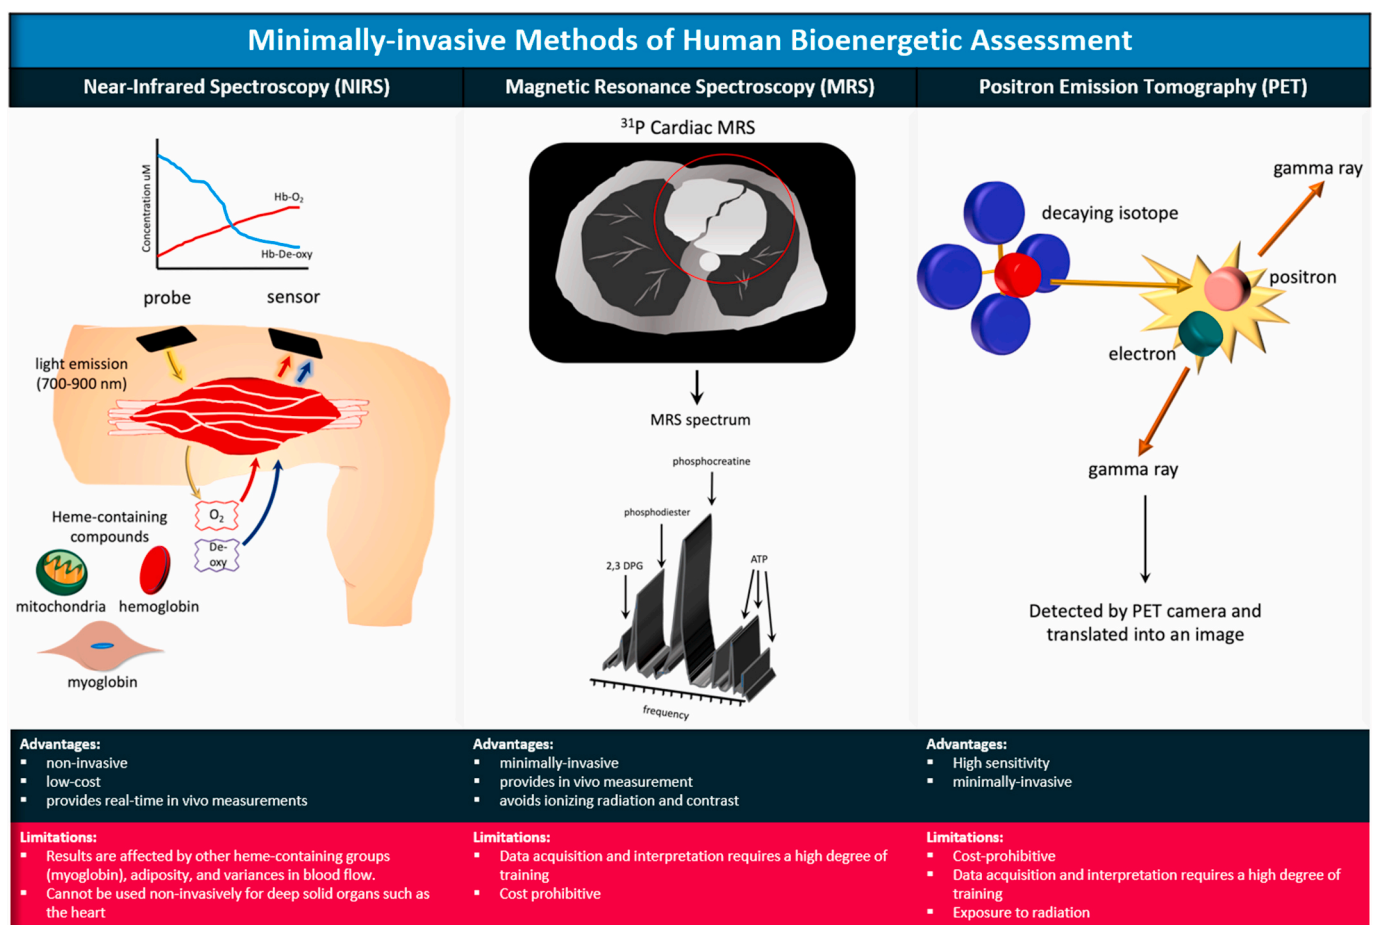 Minimally-invasive Methods of Human Bioenergetic Assessment
Near-Infrared Spectroscopy (NIRS)
Concentration uM
Hb-O₂
Hb-De-oxy
probe
sensor
light emission
(700-900 nm)
O₂
De-
oxy
Heme-containing
compounds
mitochondria
hemoglobin
myoglobin
Advantages:
▪ non-invasive
▪ low-cost
▪ provides real-time in vivo measurements
Limitations:
▪ Results are affected by other heme-containing groups
(myoglobin), adiposity, and variances in blood flow.
▪ Cannot be used non-invasively for deep solid organs such as
the heart
Magnetic Resonance Spectroscopy (MRS)
³¹P Cardiac MRS
MRS spectrum
phosphocreatine
phosphodiester
2,3 DPG
ATP
frequency
Advantages:
▪ minimally-invasive
▪ provides in vivo measurement
▪ avoids ionizing radiation and contrast
Limitations:
▪ Data acquisition and interpretation requires a high degree of
training
▪ Cost prohibitive
Positron Emission Tomography (PET)
gamma ray
decaying isotope
positron
electron
gamma ray
Detected by PET camera and
translated into an image
Advantages:
▪ High sensitivity
▪ minimally-invasive
Limitations:
▪ Cost-prohibitive
▪ Data acquisition and interpretation requires a high degree of
training
▪ Exposure to radiation